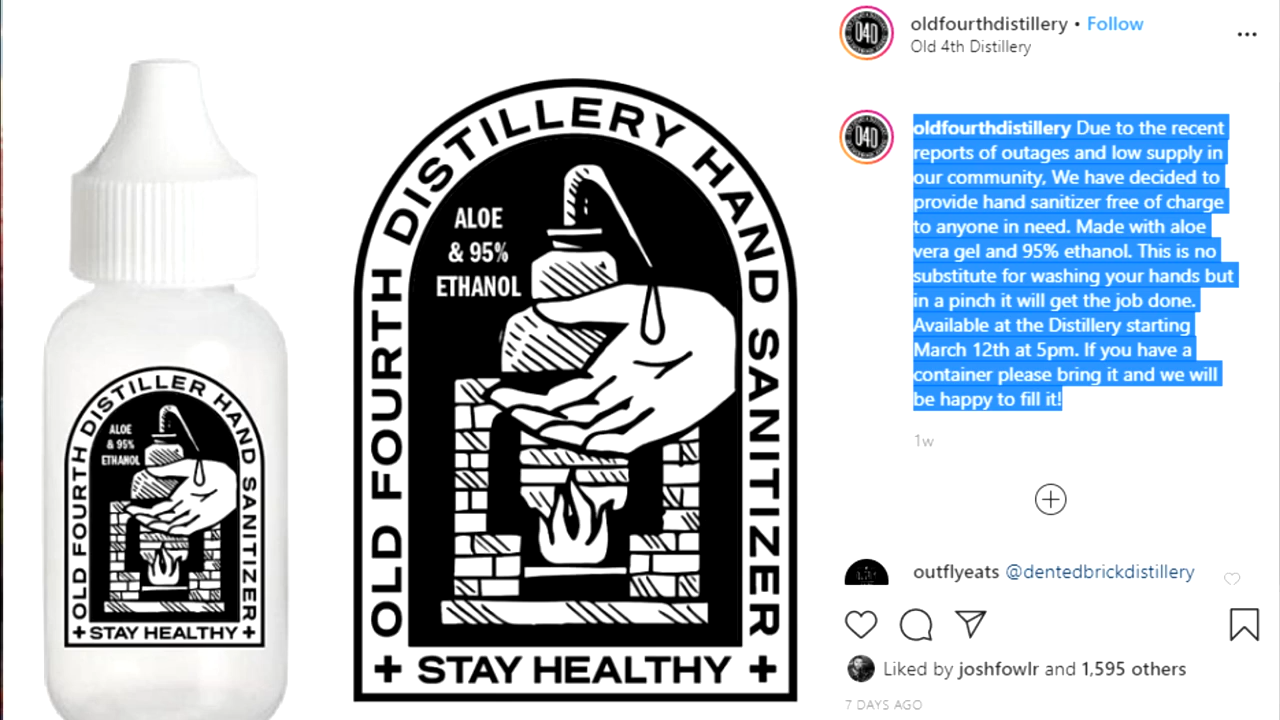 OLD FOURTH DISTILLER HAND SANITIZER
ALOE
& 95%
ETHANOL
+ STAY HEALTHY +
OLD FOURTH DISTILLERY HAND SANITIZER
ALOE
& 95%
ETHANOL
+ STAY HEALTHY +
O4D
oldfourthdistillery • Follow
Old 4th Distillery
O4D
oldfourthdistillery Due to the recent
reports of outages and low supply in
our community, We have decided to
provide hand sanitizer free of charge
to anyone in need. Made with aloe
vera gel and 95% ethanol. This is no
substitute for washing your hands but
in a pinch it will get the job done.
Available at the Distillery starting
March 12th at 5pm. If you have a
container please bring it and we will
be happy to fill it!
1w
outflyeats @dentedbrickdistillery
Liked by joshfowlr and 1,595 others
7 DAYS AGO